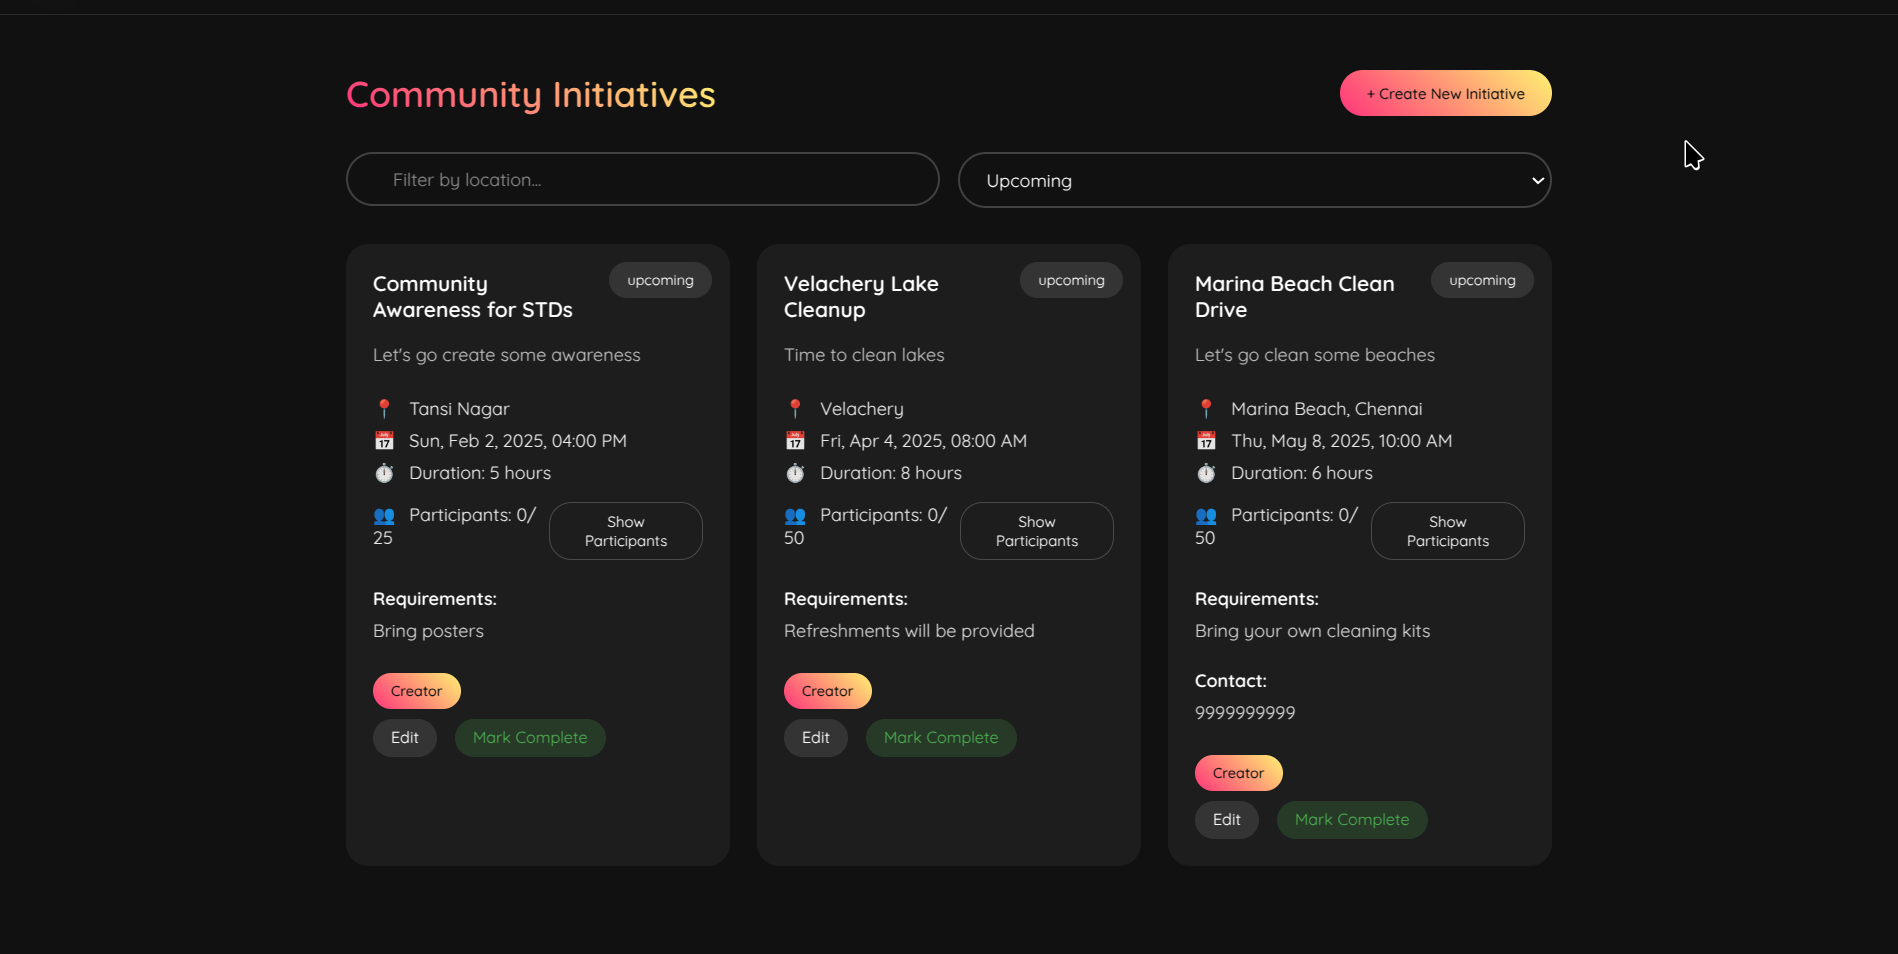 Community Initiatives
+ Create New Initiative
Filter by location...
Upcoming
Community
Awareness for STDs
upcoming
Let's go create some awareness
Tansi Nagar
Sun, Feb 2, 2025, 04:00 PM
Duration: 5 hours
Participants: 0/
25
Show
Participants
Requirements:
Bring posters
Creator
Edit
Mark Complete
Velachery Lake
Cleanup
upcoming
Time to clean lakes
Velachery
Fri, Apr 4, 2025, 08:00 AM
Duration: 8 hours
Participants: 0/
50
Show
Participants
Requirements:
Refreshments will be provided
Creator
Edit
Mark Complete
Marina Beach Clean
Drive
upcoming
Let's go clean some beaches
Marina Beach, Chennai
Thu, May 8, 2025, 10:00 AM
Duration: 6 hours
Participants: 0/
50
Show
Participants
Requirements:
Bring your own cleaning kits
Contact:
9999999999
Creator
Edit
Mark Complete